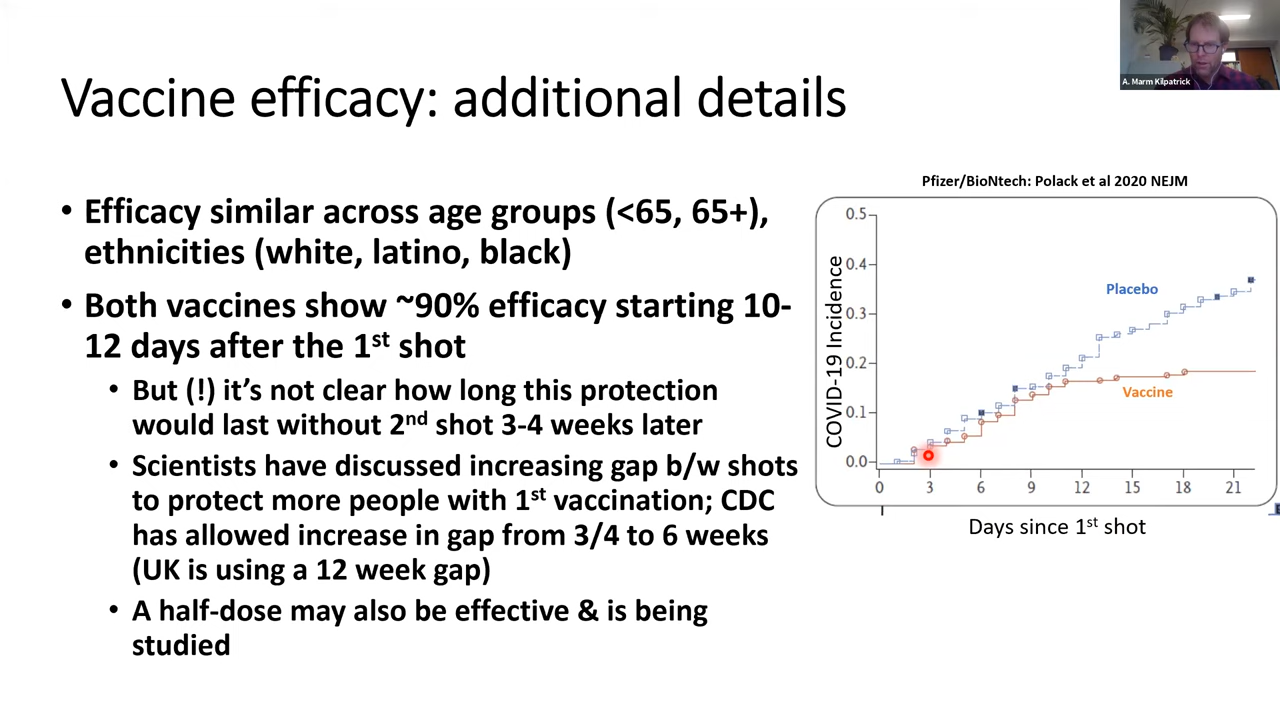 A. Marm Kilpatrick
Vaccine efficacy: additional details
• Efficacy similar across age groups (<65, 65+),
ethnicities (white, latino, black)
• Both vaccines show ~90% efficacy starting 10-
12 days after the 1st shot
• But (!) it’s not clear how long this protection
would last without 2nd shot 3-4 weeks later
• Scientists have discussed increasing gap b/w shots
to protect more people with 1st vaccination; CDC
has allowed increase in gap from 3/4 to 6 weeks
(UK is using a 12 week gap)
• A half-dose may also be effective & is being
studied
Pfizer/BioNtech: Polack et al 2020 NEJM
COVID-19 Incidence
0.5
0.4
0.3
0.2
0.1
0.0
Placebo
Vaccine
0 3 6 9 12 15 18 21
Days since 1st shot